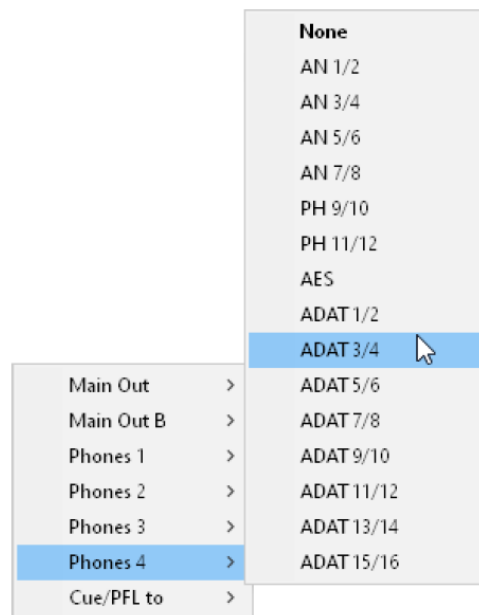 None
AN 1/2
AN 3/4
AN 5/6
AN 7/8
PH 9/10
PH 11/12
AES
ADAT 1/2
ADAT 3/4
ADAT 5/6
ADAT 7/8
ADAT 9/10
ADAT 11/12
ADAT 13/14
ADAT 15/16
Main Out
Main Out B
Phones 1
Phones 2
Phones 3
Phones 4
Cue/PFL to